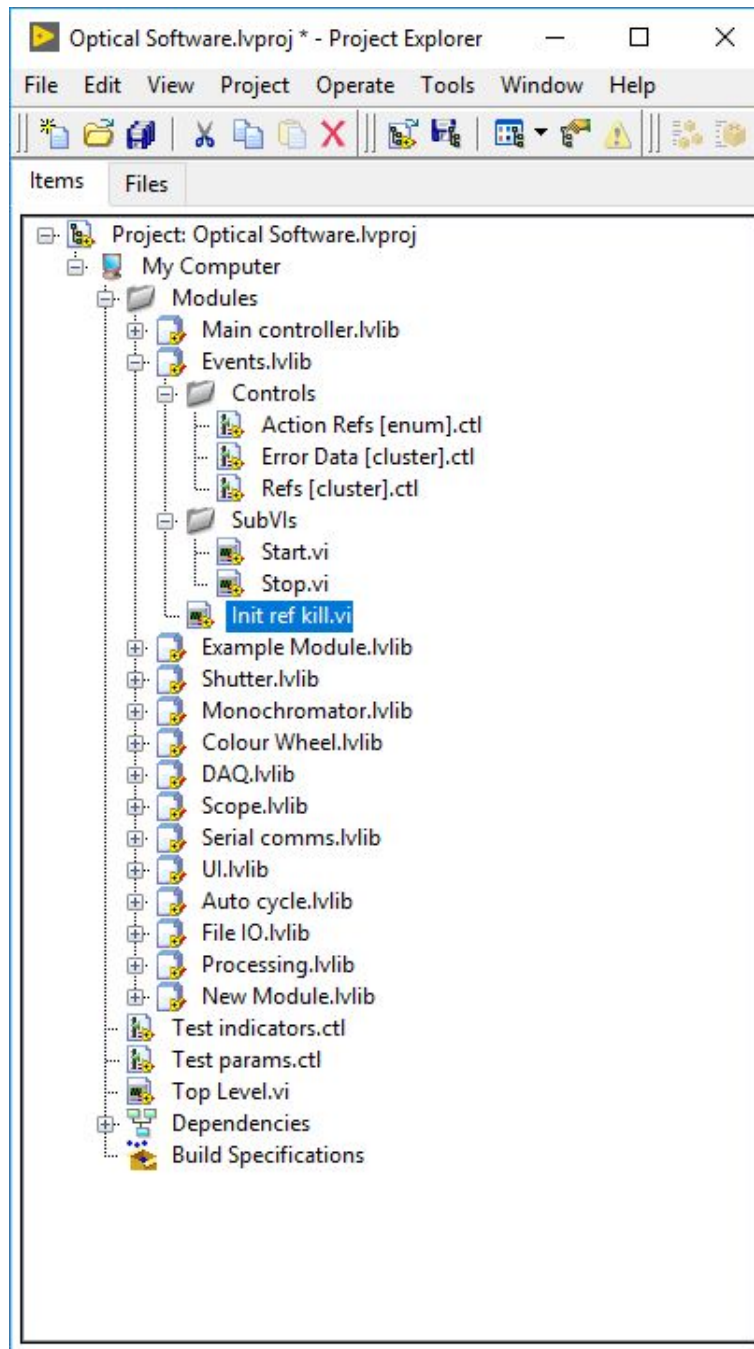 Optical Software.lvproj * - Project Explorer
File Edit View Project Operate Tools Window Help
Items Files
Project: Optical Software.lvproj
My Computer
Modules
Main controller.lvlib
Events.lvlib
Controls
Action Refs [enum].ctl
Error Data [cluster].ctl
Refs [cluster].ctl
SubVIs
Start.vi
Stop.vi
Init ref kill.vi
Example Module.lvlib
Shutter.lvlib
Monochromator.lvlib
Colour Wheel.lvlib
DAQ.lvlib
Scope.lvlib
Serial comms.lvlib
UI.lvlib
Auto cycle.lvlib
File IO.lvlib
Processing.lvlib
New Module.lvlib
Test indicators.ctl
Test params.ctl
Top Level.vi
Dependencies
Build Specifications